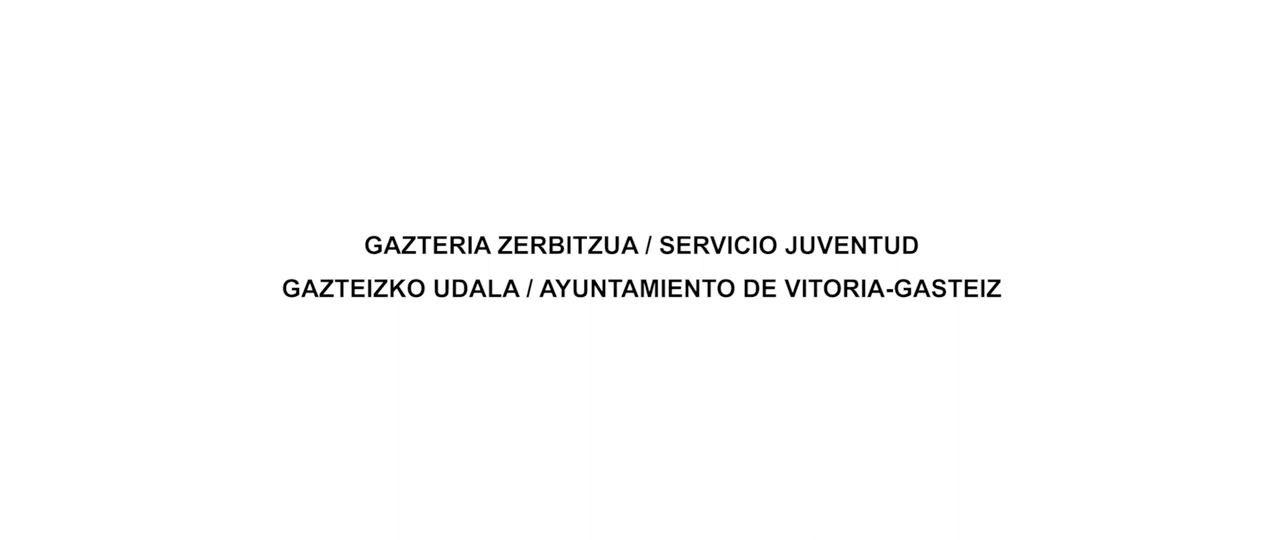 GAZTERIA ZERBITZUA / SERVICIO JUVENTUD
GAZTEIZKO UDALA / AYUNTAMIENTO DE VITORIA-GASTEIZ